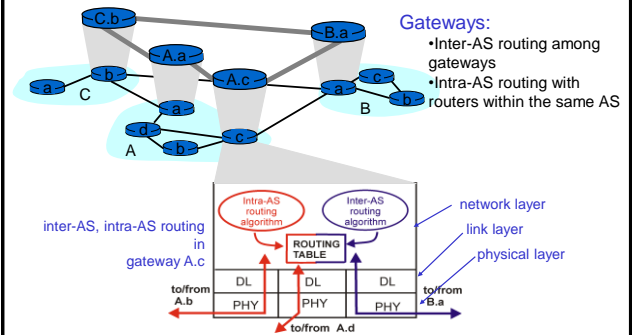 C.b
B.a
A.a
A.c
Gateways:
•Inter-AS routing among
gateways
•Intra-AS routing with
routers within the same AS
a
b
C
a
d
A
b
c
a
c
b
B
inter-AS, intra-AS routing
in
gateway A.c
Intra-AS
routing
algorithm
Inter-AS
routing
algorithm
ROUTING
TABLE
DL
DL
DL
PHY
PHY
PHY
to/from
A.b
to/from
B.a
to/from A.d
network layer
link layer
physical layer